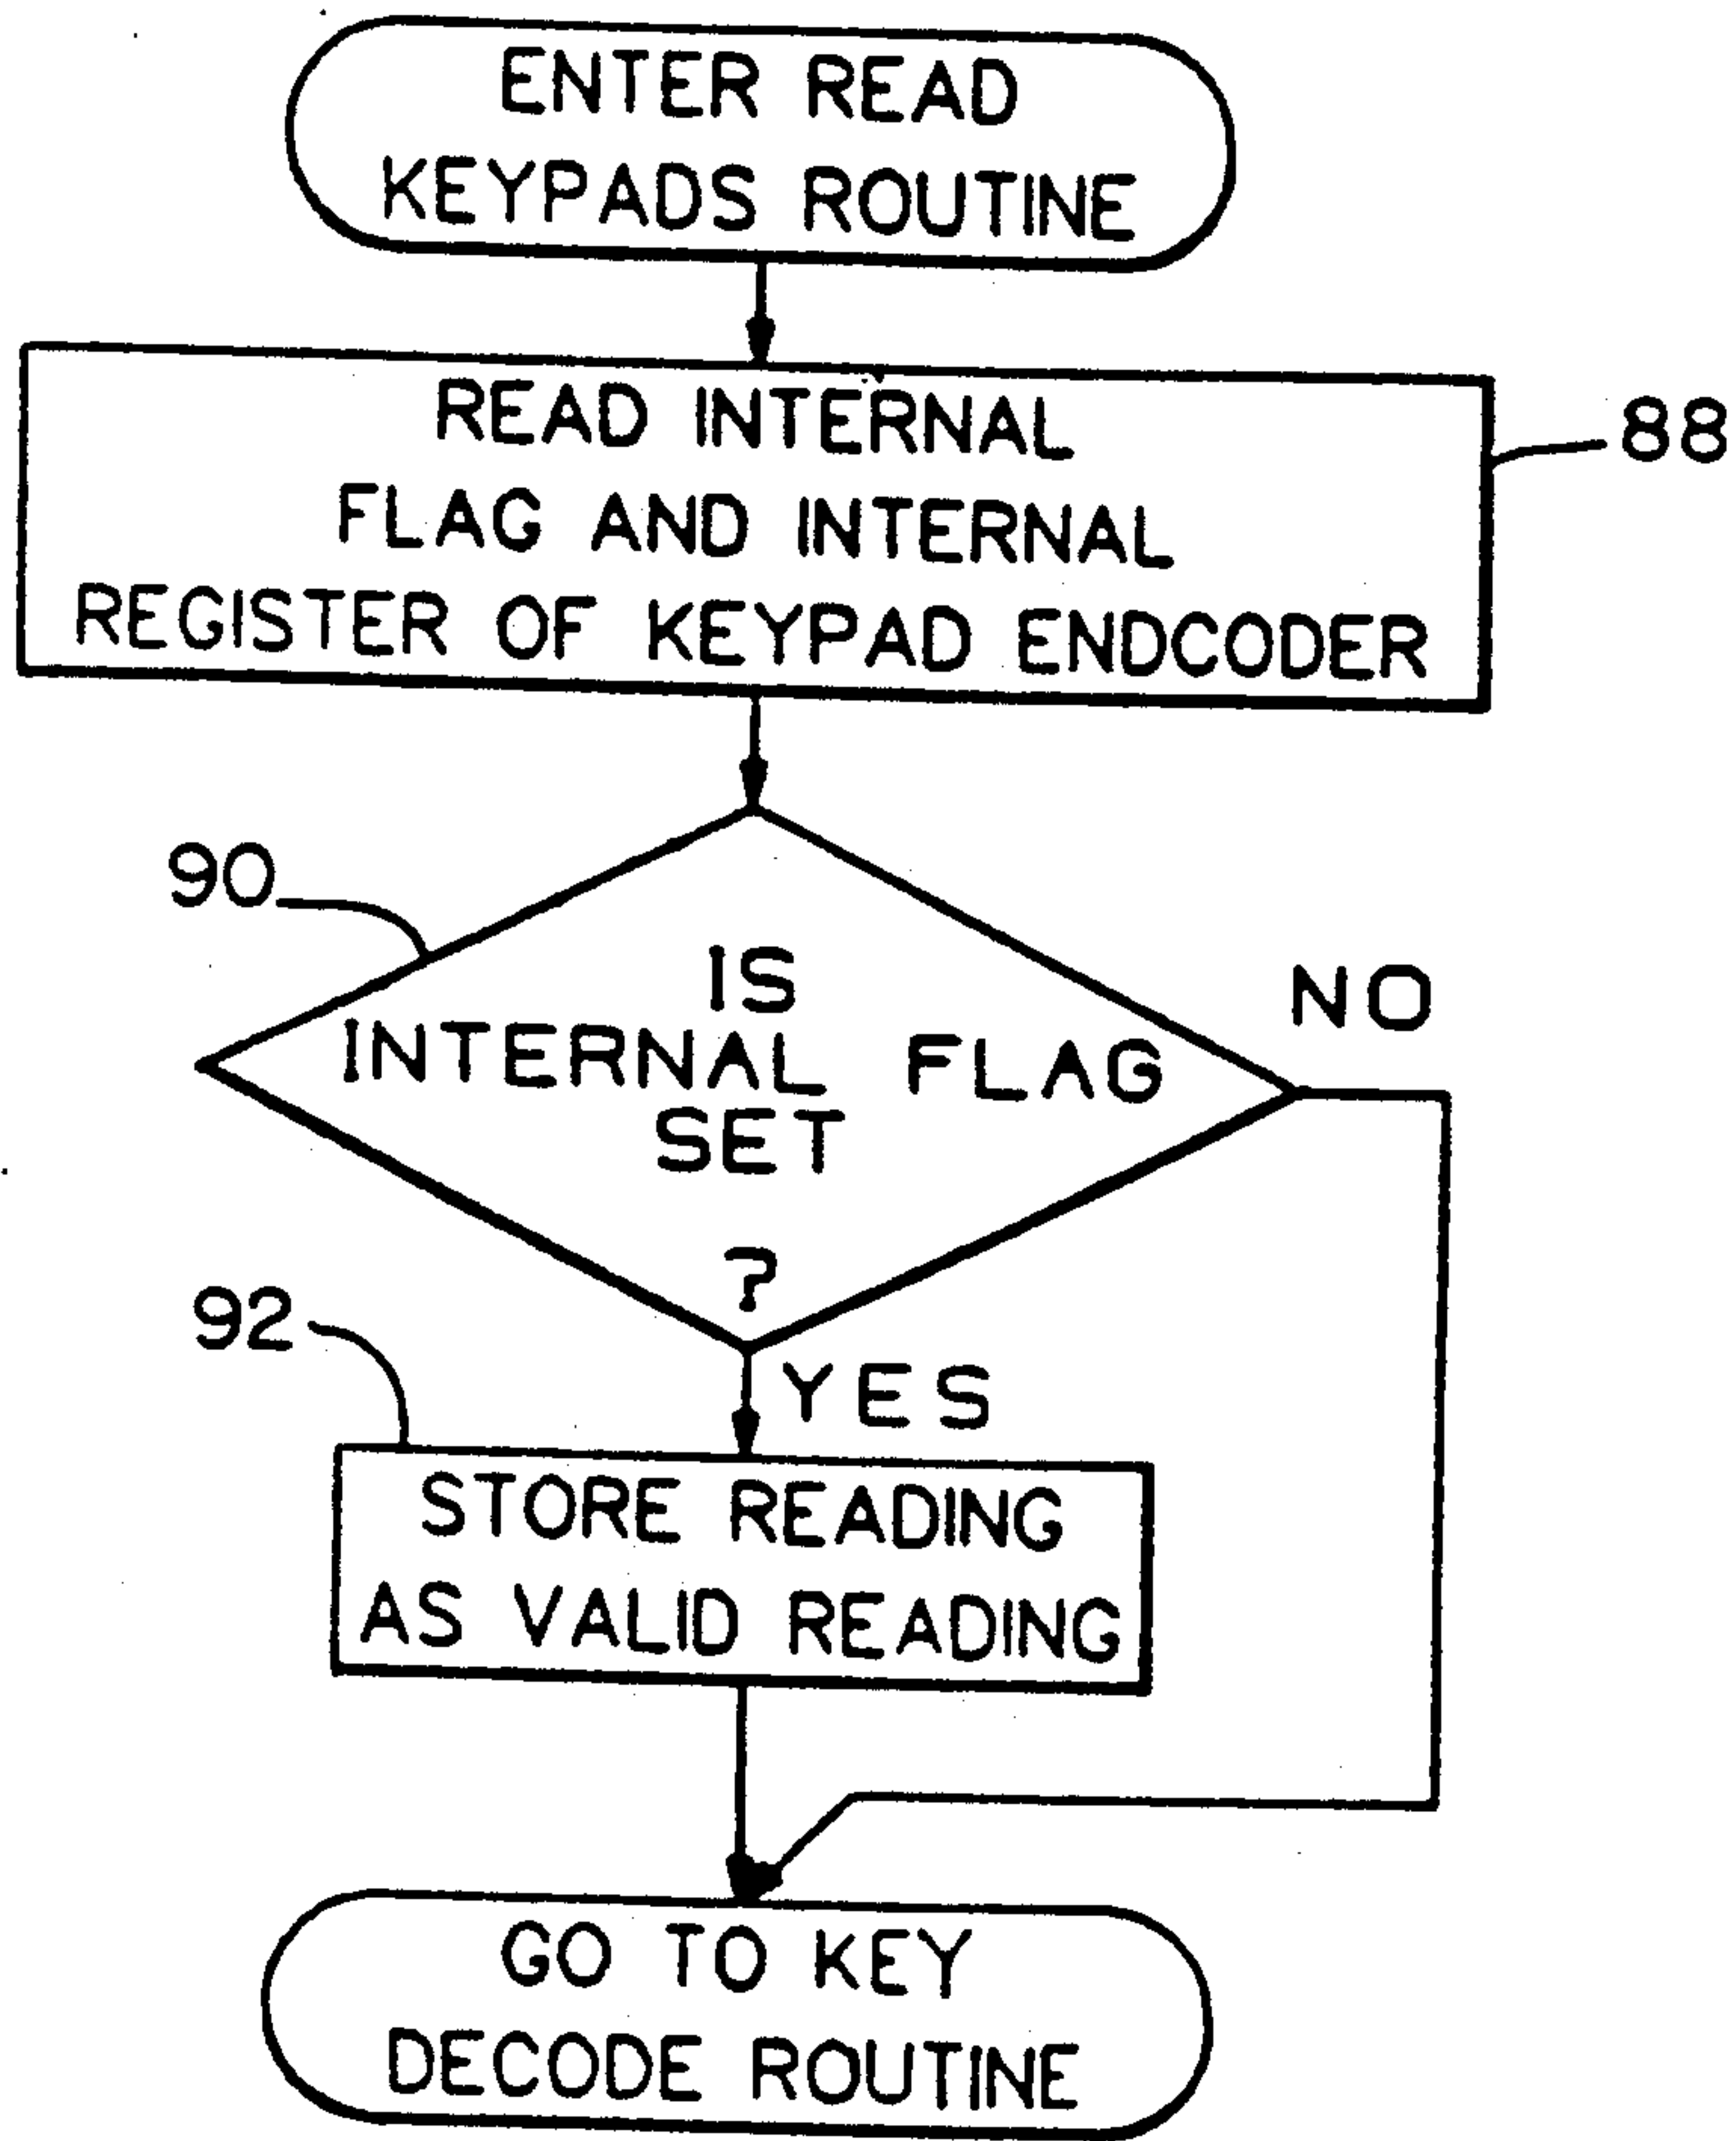 ENTER READ
KEYPADS ROUTINE
READ INTERNAL
FLAG AND INTERNAL
REGISTER OF KEYPAD ENDCODER
88
90
IS
INTERNAL FLAG
SET
?
NO
YES
92
STORE READING
AS VALID READING
GO TO KEY
DECODE ROUTINE